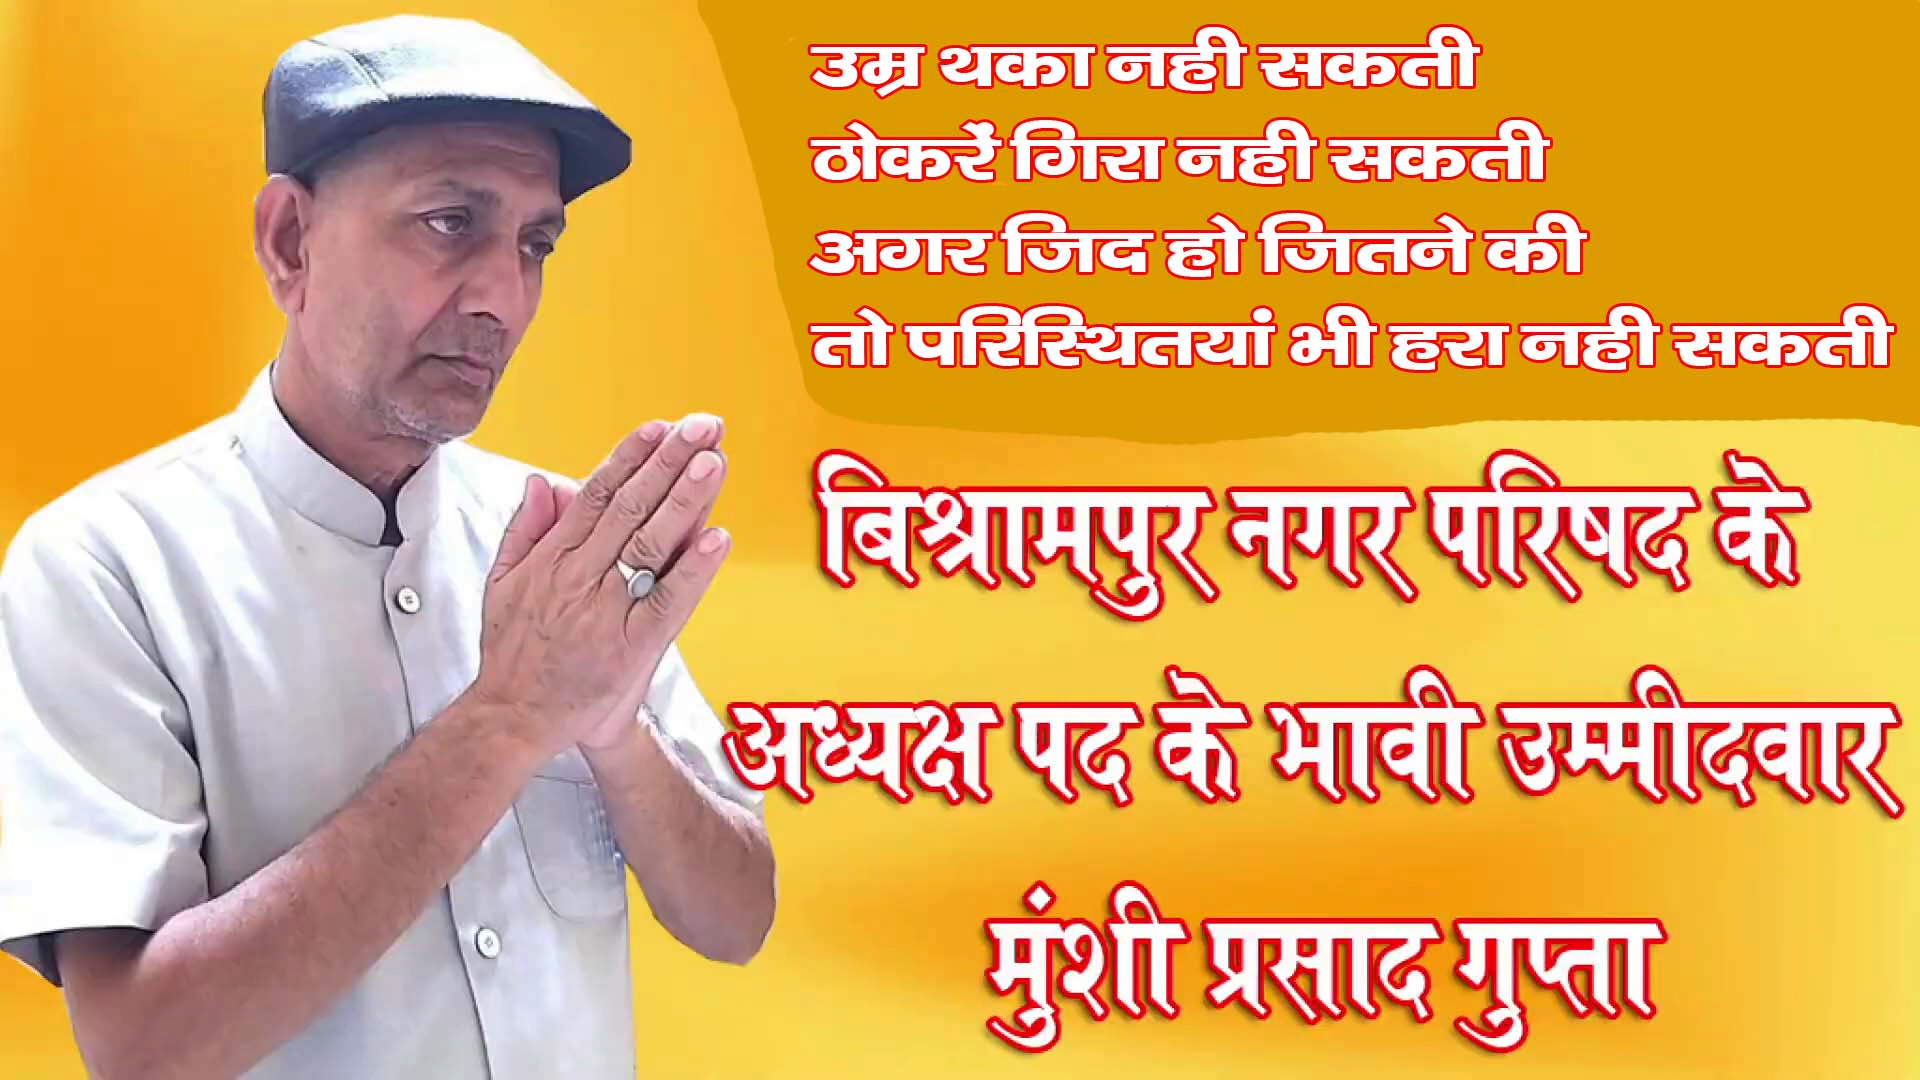 उम्र थका नही सकती
ठोकरें गिरा नही सकती
अगर जिद हो जितने की
तो परिस्थितयां भी हरा नही सकती
बिश्रामपुर नगर परिषद के
अध्यक्ष पद के भावी उम्मीदवार
मुंशी प्रसाद गुप्ता